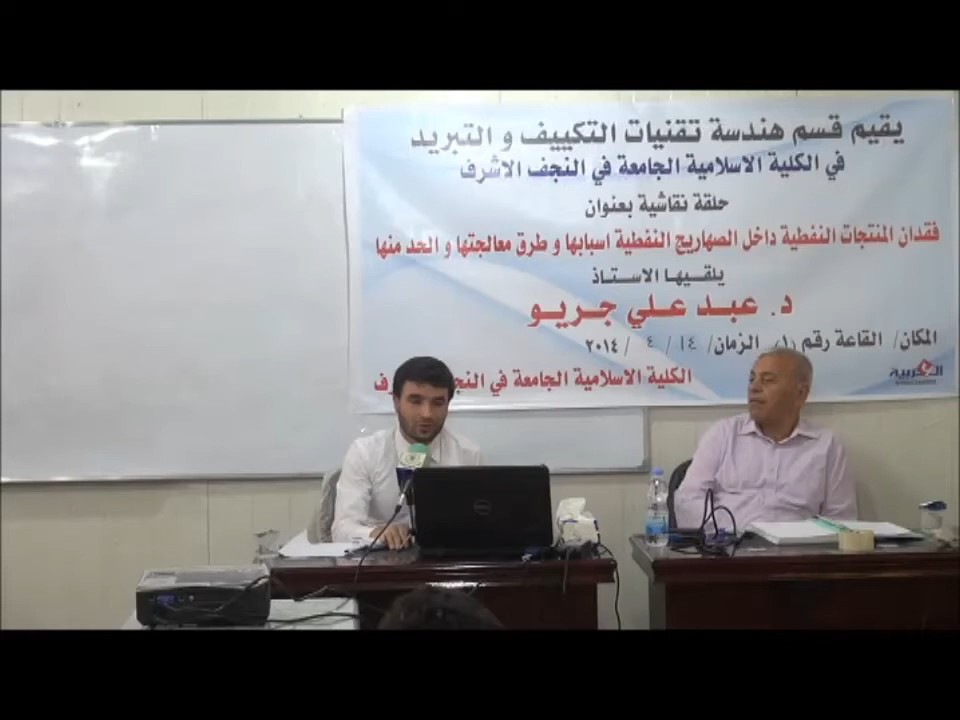 يقيم قسم هندسة تقنيات التكييف و التبريد
في الكلية الاسلامية الجامعة في النجف الاشرف
حلقة نقاشية بعنوان
فقدان المنتجات النفطية داخل الصهاريج النفطية اسبابها و طرق معالجتها و الحد منها
يلقيها الاستاذ
د. عبد علي جريو
المكان/ القاعة رقم (١) الزمان/ ١٤ / ٤ / ٢٠١٤
الكلية الاسلامية الجامعة في النجف
DELL